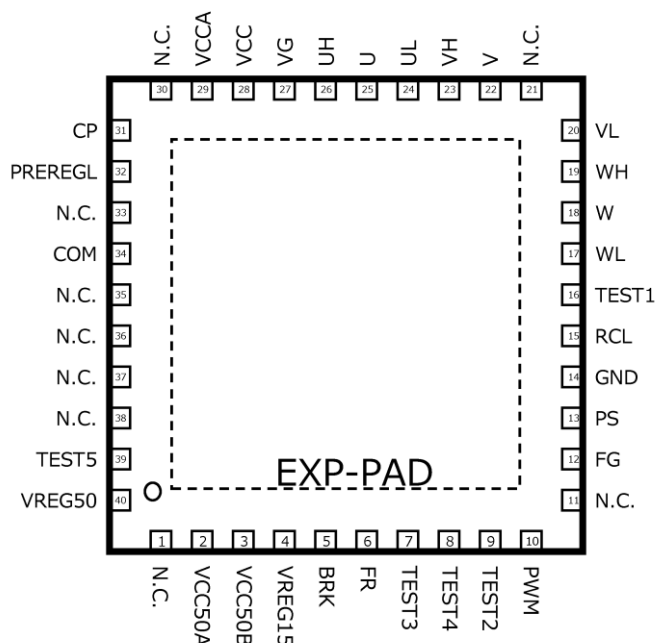 N.C. VCCA VCC VG UH U UL VH V N.C.
30 29 28 27 26 25 24 23 22 21
CP 31 20 VL
PREREGL 32 19 WH
N.C. 33 18 W
COM 34 17 WL
N.C. 35 16 TEST1
N.C. 36 15 RCL
N.C. 37 14 GND
N.C. 38 13 PS
TEST5 39 12 FG
EXP-PAD
VREG50 40 11 N.C.
1 2 3 4 5 6 7 8 9 10
N.C. VCC50A VCC50B VREG15 BRK FR TEST3 TEST4 TEST2 PWM